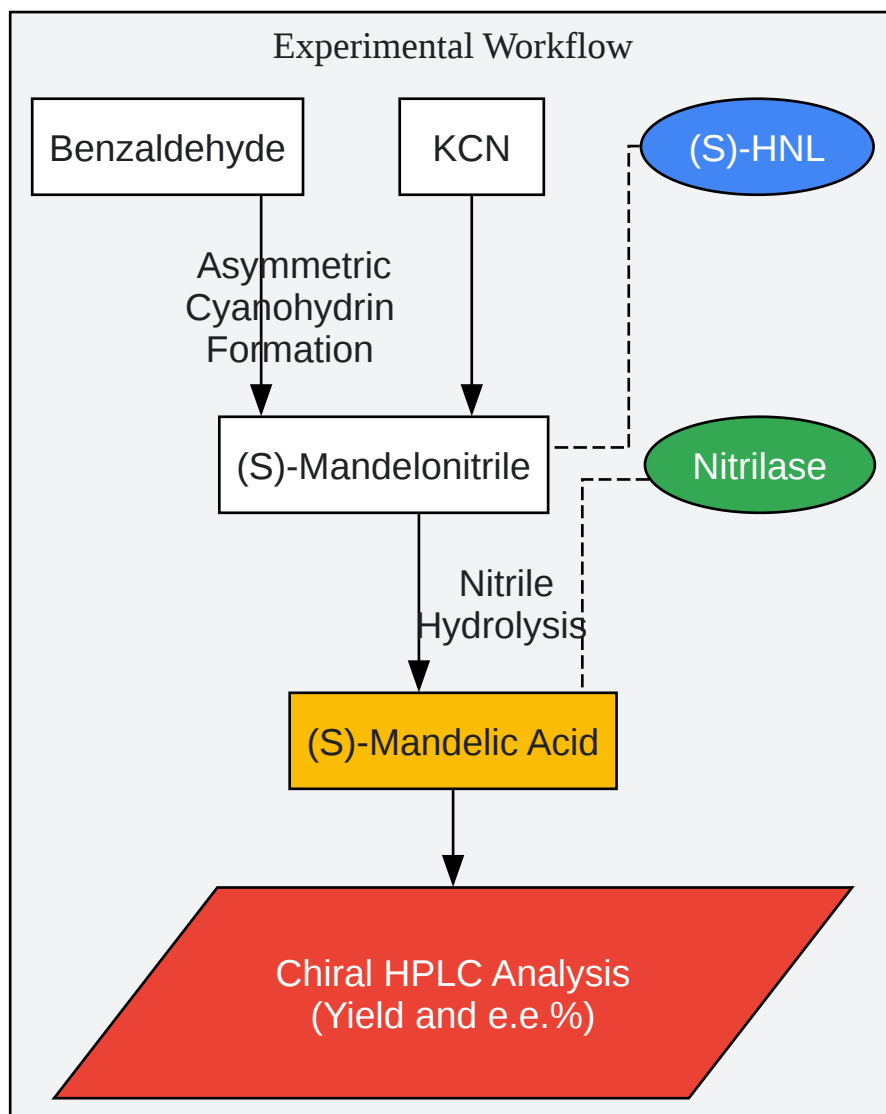 Experimental Workflow
Benzaldehyde
KCN
(S)-HNL
Asymmetric
Cyanohydrin
Formation
(S)-Mandelonitrile
Nitrilase
Nitrile
Hydrolysis
(S)-Mandelic Acid
Chiral HPLC Analysis
(Yield and e.e.%)